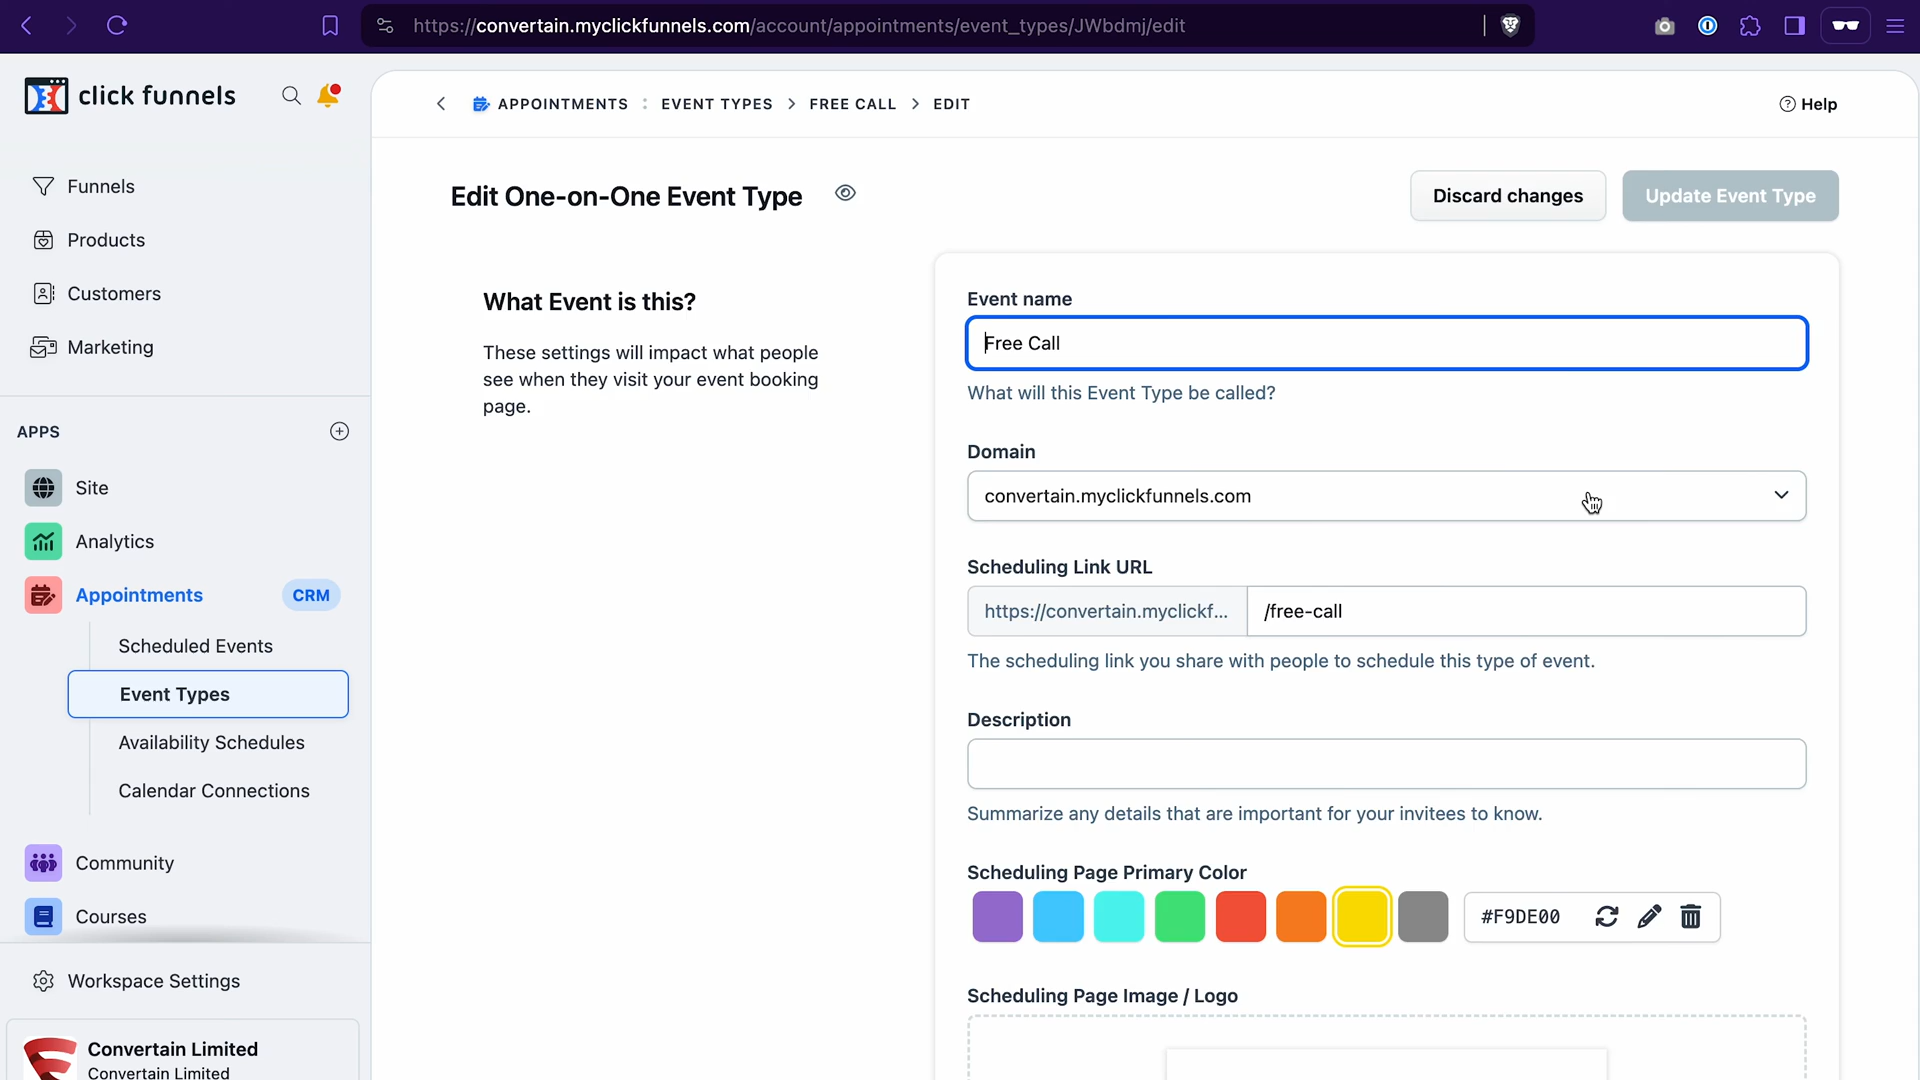 https://convertain.myclickfunnels.com/account/appointments/event_types/JWbdmj/edit
click funnels
APPOINTMENTS : EVENT TYPES > FREE CALL > EDIT
Help
Funnels
Products
Customers
Marketing
APPS
Site
Analytics
Appointments
CRM
Scheduled Events
Event Types
Availability Schedules
Calendar Connections
Community
Courses
Workspace Settings
Convertain Limited
Convertain Limited
Edit One-on-One Event Type
Discard changes
Update Event Type
What Event is this?
These settings will impact what people
see when they visit your event booking
page.
Event name
Free Call
What will this Event Type be called?
Domain
convertain.myclickfunnels.com
Scheduling Link URL
https://convertain.myclickf...
/free-call
The scheduling link you share with people to schedule this type of event.
Description
Summarize any details that are important for your invitees to know.
Scheduling Page Primary Color
#F9DE00
Scheduling Page Image / Logo